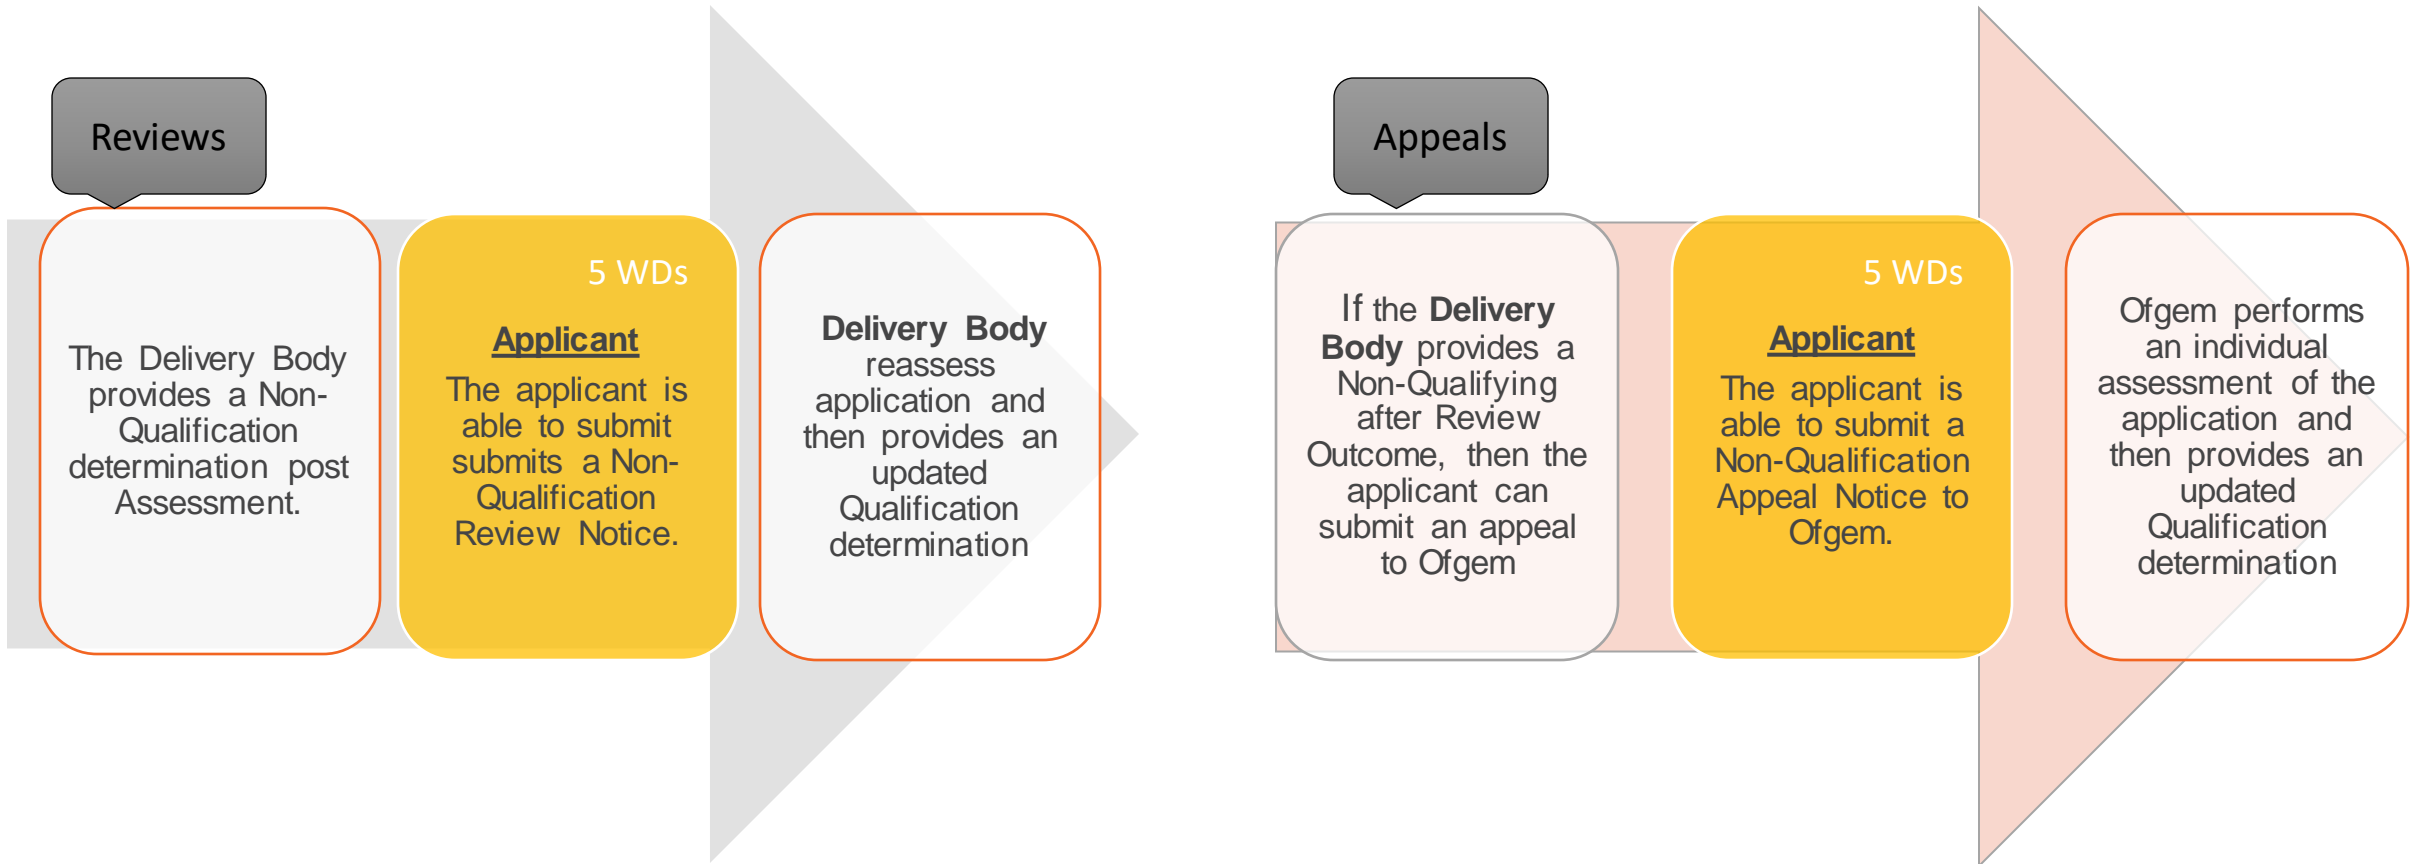 Reviews
The Delivery Body
provides a Non-
Qualification
determination post
Assessment.
5 WDs
Applicant
The applicant is
able to submit
submits a Non-
Qualification
Review Notice.
Delivery Body
reassess
application and
then provides an
updated
Qualification
determination
Appeals
If the Delivery
Body provides a
Non-Qualifying
after Review
Outcome, then the
applicant can
submit an appeal
to Ofgem
5 WDs
Applicant
The applicant is
able to submit a
Non-Qualification
Appeal Notice to
Ofgem.
Ofgem performs
an individual
assessment of the
application and
then provides an
updated
Qualification
determination